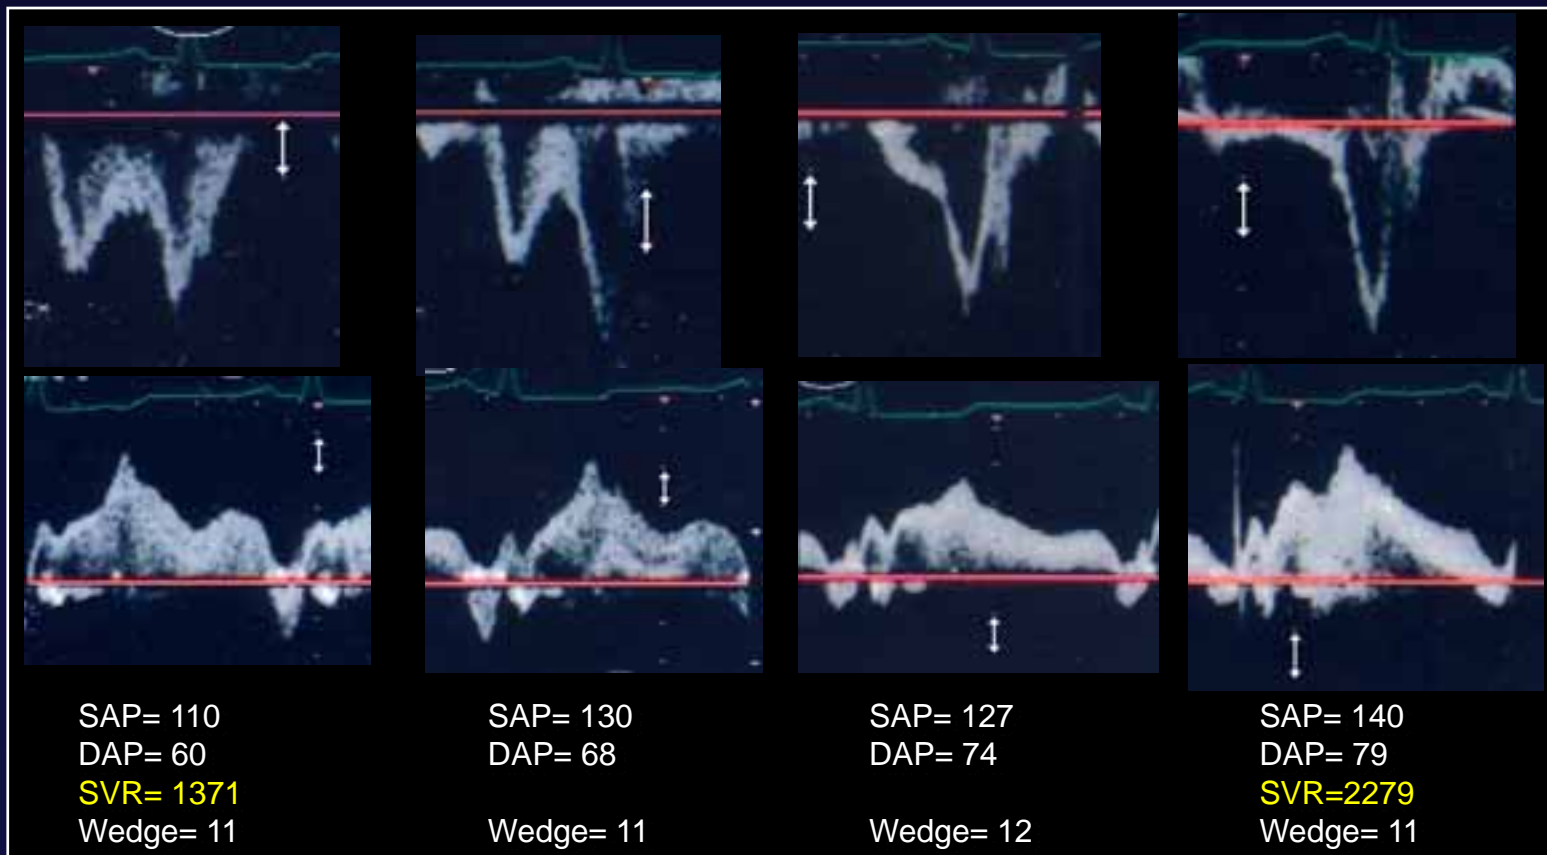 SAP= 110
DAP= 60
SVR= 1371
Wedge= 11
SAP= 130
DAP= 68
Wedge= 11
SAP= 127
DAP= 74
Wedge= 12
SAP= 140
DAP= 79
SVR=2279
Wedge= 11